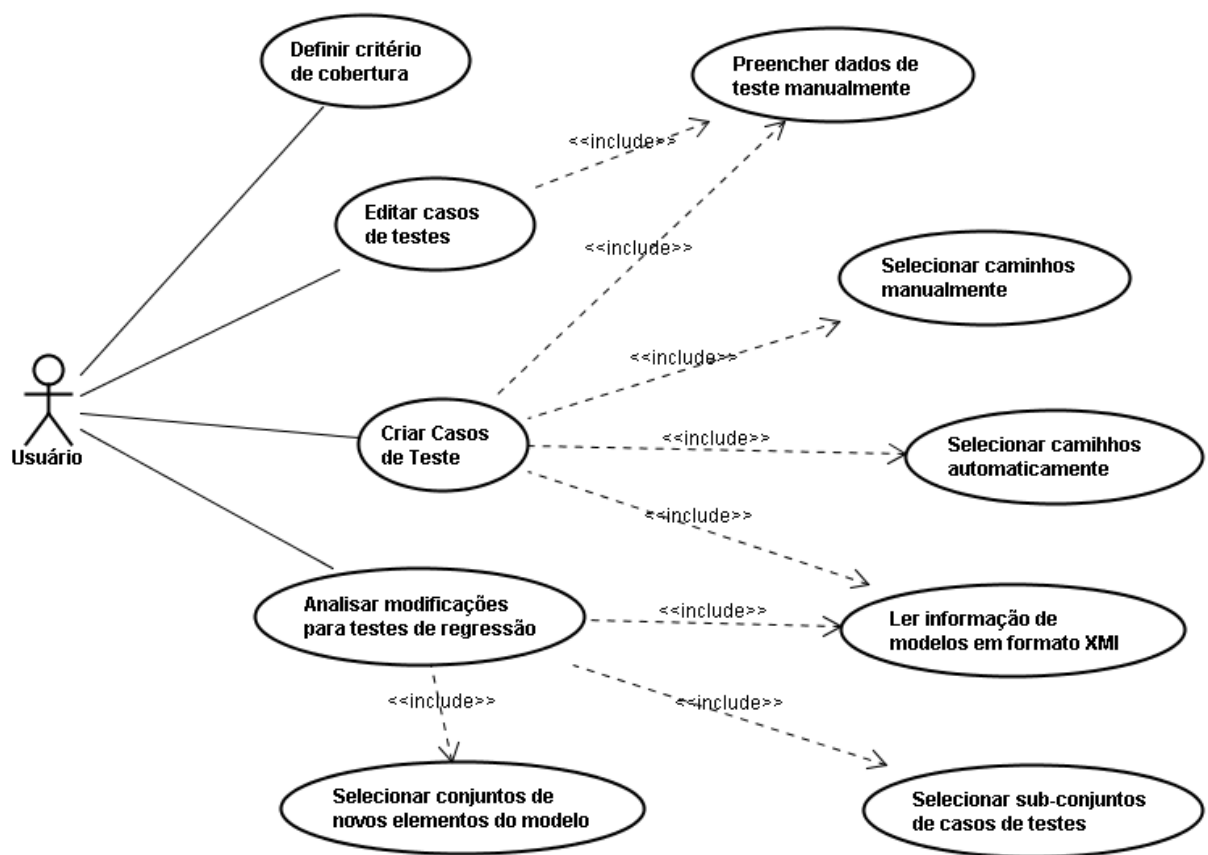 Definir critério
de cobertura
Preencher dados de
teste manualmente
<<include>>
Editar casos
de testes
<<include>>
Selecionar caminhos
manualmente
<<include>>
Usuário
Criar Casos
de Teste
<<include>>
Selecionar camihhos
automaticamente
<<include>>
Analisar modificações
para testes de regressão
<<include>>
Ler informação de
modelos em formato XMI
<<include>>
<<include>>
Selecionar conjuntos de
novos elementos do modelo
Selecionar sub-conjuntos
de casos de testes